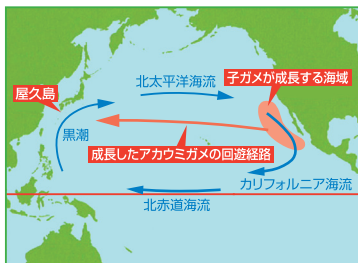 北太平洋海流
子ガメが成長する海域
屋久島
黒潮
成長したアカウミガメの回遊経路
カリフォルニア海流
北赤道海流